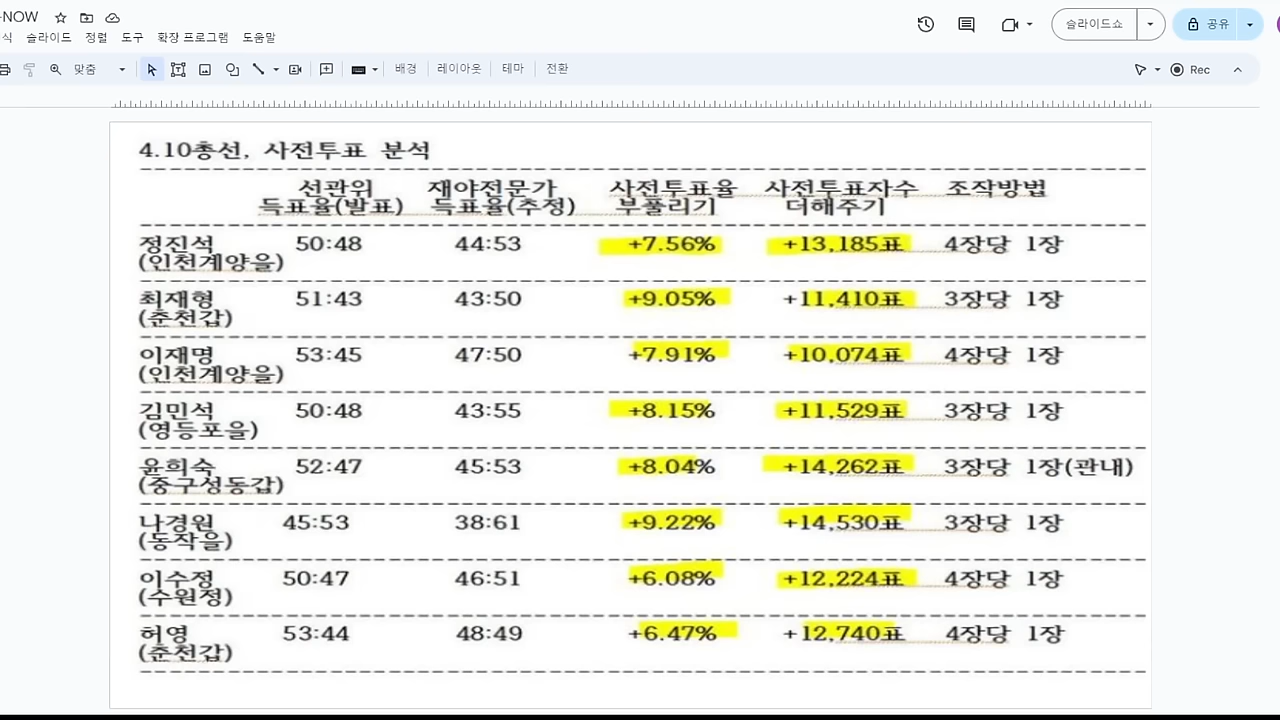 -NOW
식 슬라이드 정렬 도구 확장 프로그램 도움말
슬라이드쇼
공유
맞춤
배경 레이아웃 테마 전환
Rec
4.10총선, 사전투표 분석
선관위 재야전문가 사전투표율 사전투표자수 조작방법
득표율(발표) 득표율(추정) 부풀리기 더해주기
정진석 50:48 44:53 +7.56% +13,185표 4장당 1장
(인천계양을)
최재형 51:43 43:50 +9.05% +11,410표 3장당 1장
(춘천갑)
이재명 53:45 47:50 +7.91% +10,074표 4장당 1장
(인천계양을)
김민석 50:48 43:55 +8.15% +11,529표 3장당 1장
(영등포을)
윤희숙 52:47 45:53 +8.04% +14,262표 3장당 1장(관내)
(중구성동갑)
나경원 45:53 38:61 +9.22% +14,530표 3장당 1장
(동작을)
이수정 50:47 46:51 +6.08% +12,224표 4장당 1장
(수원정)
허영 53:44 48:49 +6.47% +12,740표 4장당 1장
(춘천갑)